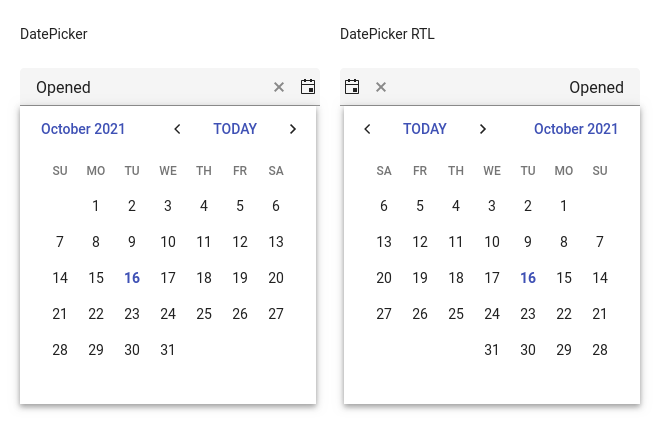 DatePicker
Opened
October 2021 TODAY
SU MO TU WE TH FR SA
1 2 3 4 5 6
7 8 9 10 11 12 13
14 15 16 17 18 19 20
21 22 23 24 25 26 27
28 29 30 31
DatePicker RTL
Opened
TODAY October 2021
SA FR TH WE TU MO SU
6 5 4 3 2 1
13 12 11 10 9 8 7
20 19 18 17 16 15 14
27 26 25 24 23 22 21
31 30 29 28